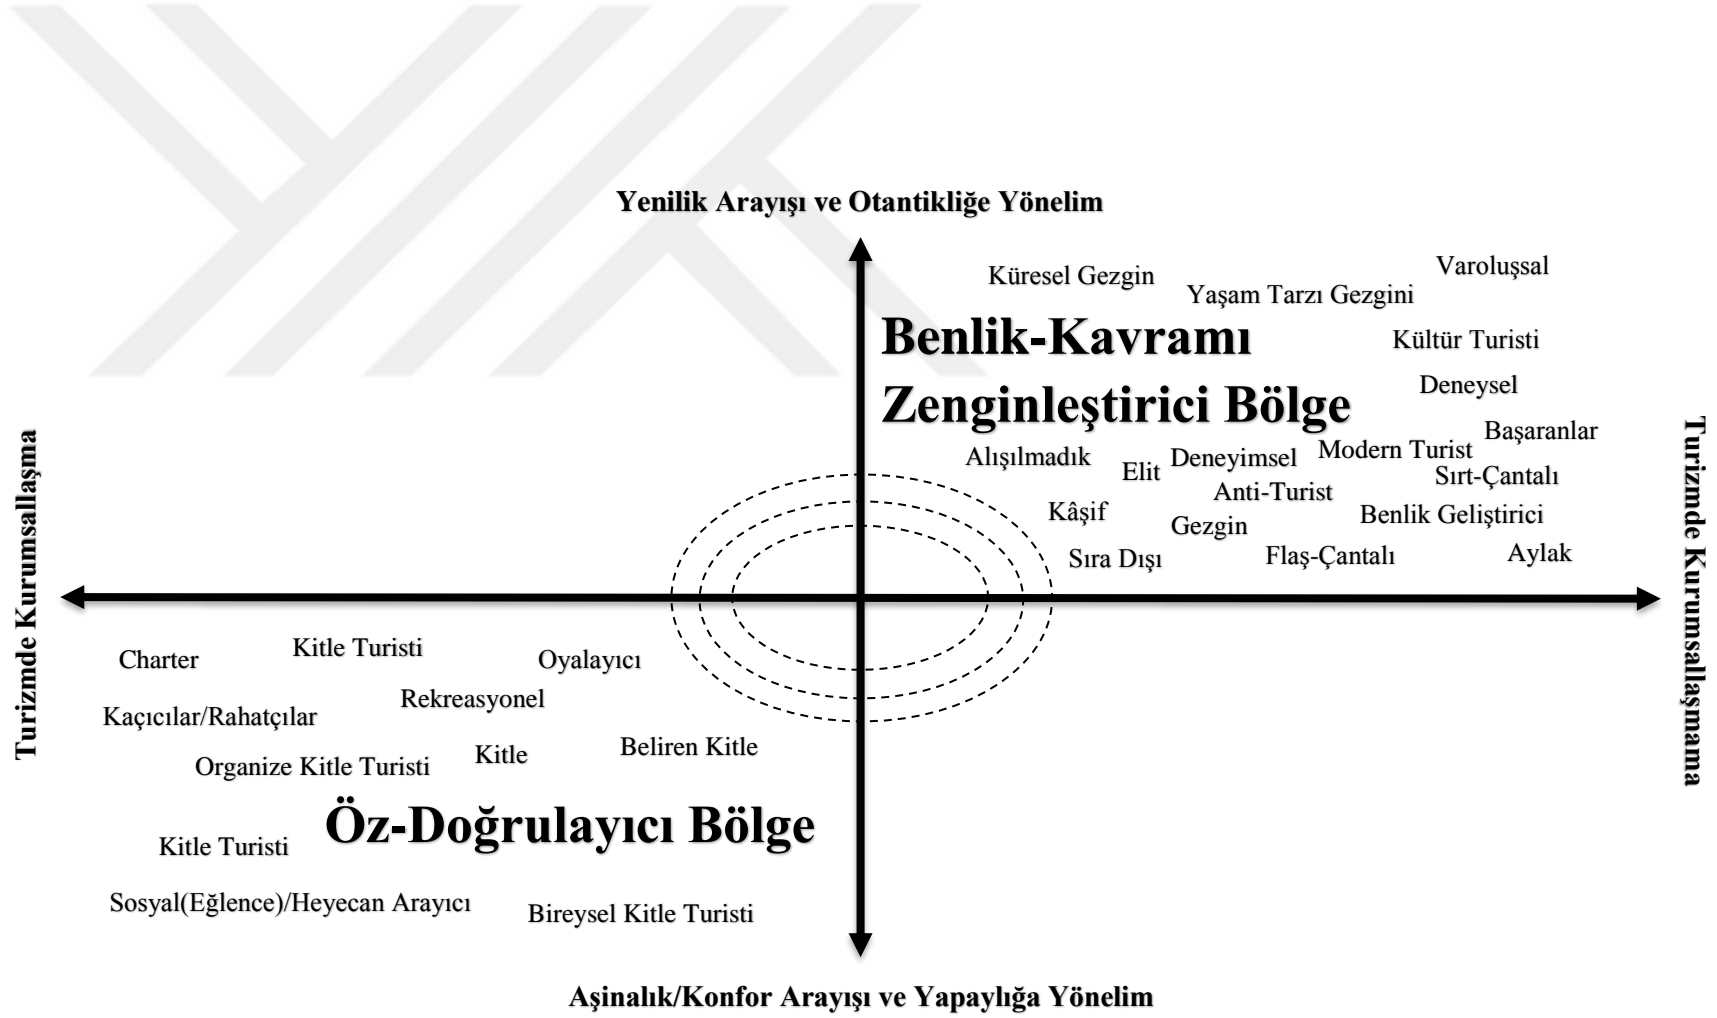 Yenilik Arayışı ve Otantikliğe Yönelim
Küresel Gezgin
Yaşam Tarzı Gezgini
Varoluşsal
Benlik-Kavramı
Zenginleştirici Bölge
Kültür Turisti
Deneysel
Başaranlar
Alışılmadık
Elit
Deneyimsel
Modern Turist
Sırt-Çantalı
Anti-Turist
Kâşif
Gezgin
Benlik Geliştirici
Sıra Dışı
Flaş-Çantalı
Aylak
Turizmde Kurumsallaşma
Turizmde Kurumsallaşmama
Charter
Kitle Turisti
Oyalayıcı
Rekreasyonel
Kaçıcılar/Rahatçılar
Organize Kitle Turisti
Kitle
Beliren Kitle
Öz-Doğrulayıcı Bölge
Kitle Turisti
Sosyal(Eğlence)/Heyecan Arayıcı
Bireysel Kitle Turisti
Aşinalık/Konfor Arayışı ve Yapaylığa Yönelim